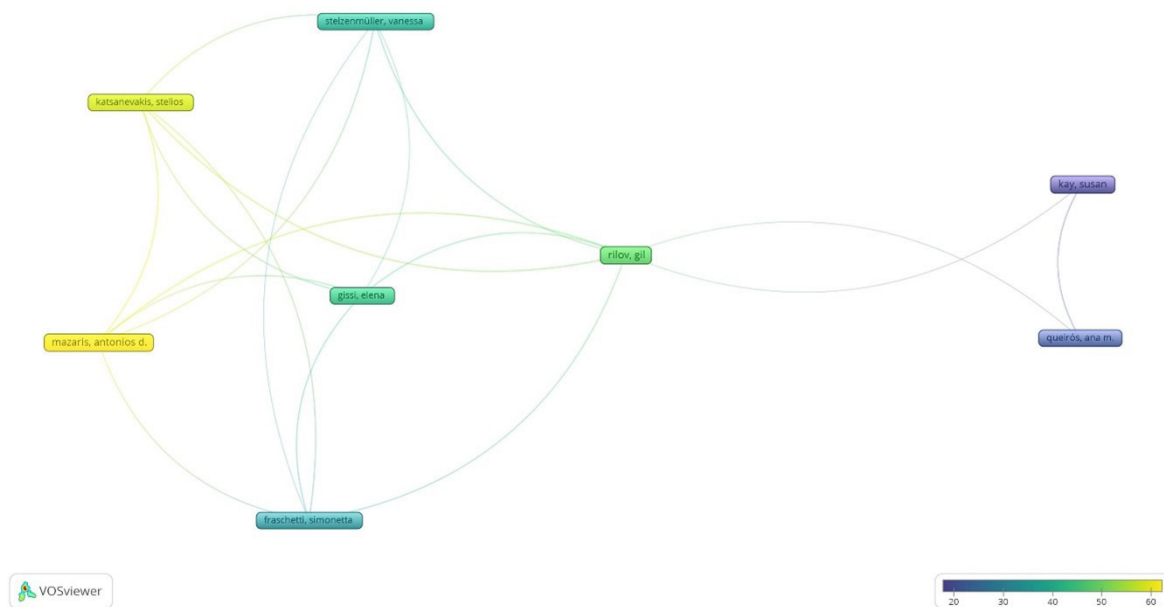 stelzenmüller, vanessa
katsanevakis, stelios
kay, susan
rilov, gil
gissi, elena
queirós, ana m.
mazaris, antonios d.
fraschetti, simonetta
VOSviewer
20 30 40 50 60